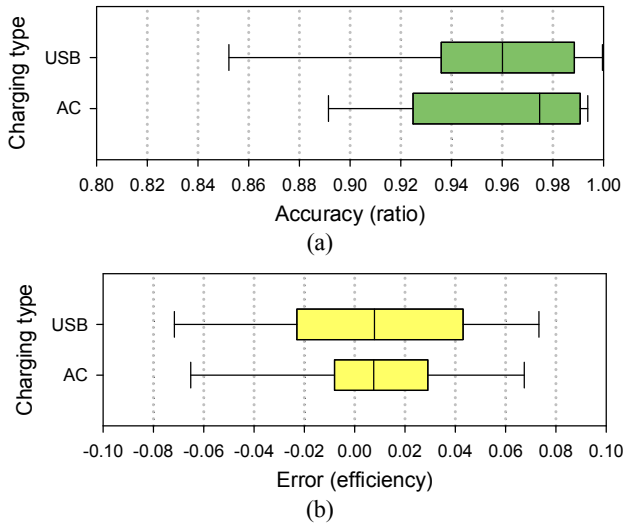 Charging type
USB
AC
0.80 0.82 0.84 0.86 0.88 0.90 0.92 0.94 0.96 0.98 1.00
Accuracy (ratio)
(a)
Charging type
USB
AC
-0.10 -0.08 -0.06 -0.04 -0.02 0.00 0.02 0.04 0.06 0.08 0.10
Error (efficiency)
(b)